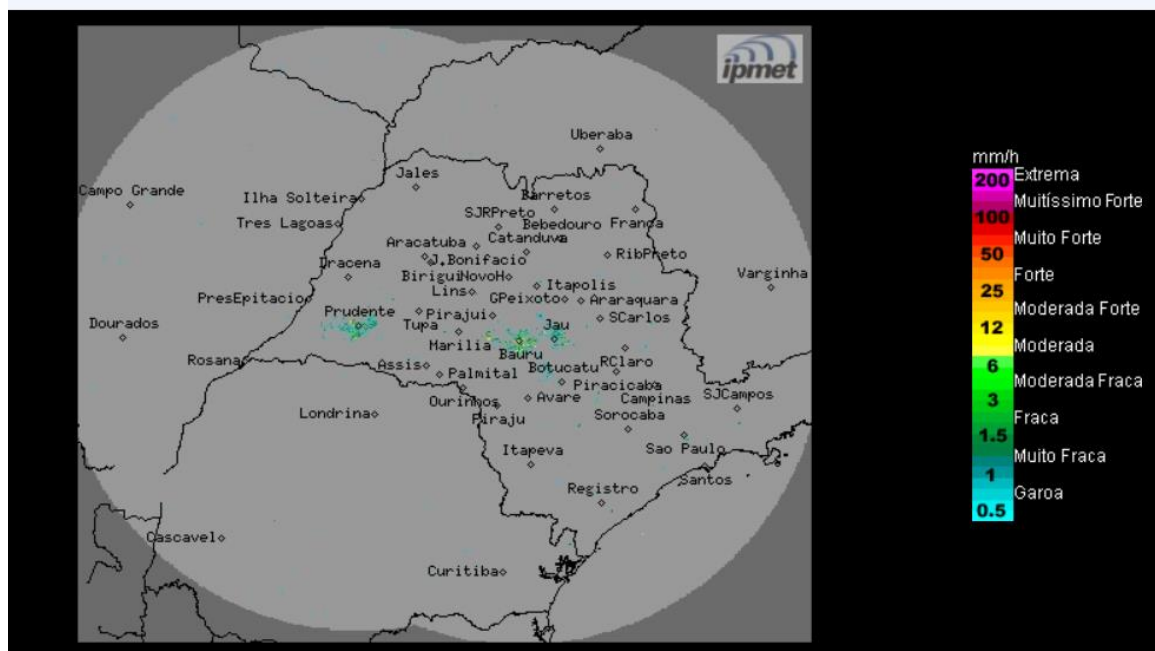 ipmet
Uberaba
Jales
Campo Grande
Ilha Solteira
Barretos
SJRPreto
Tres Lagoas
Bebedouro
Franca
Aracatuba
Catanduva
J.Bonifacio
RibPreto
Dracena
Birigui
NovoH
Varginha
Lins
Itapolis
PresEpitacio
GPeixoto
Araraquara
Prudente
Pirajui
SCarlos
Dourados
Tupa
Jau
Marilia
Bauru
Rosana
Assis
Botucatu
RClaro
Palmital
Piracicaba
Ourinhos
Avare
Campinas
SJCampos
Londrina
Piraju
Sorocaba
Itapeva
Sao Paulo
Santos
Registro
Cascavel
Curitiba
mm/h
200 Extrema
Muitíssimo Forte
100
Muito Forte
50
Forte
25
Moderada Forte
12
Moderada
6
Moderada Fraca
3
Fraca
1.5
Muito Fraca
1
Garoa
0.5